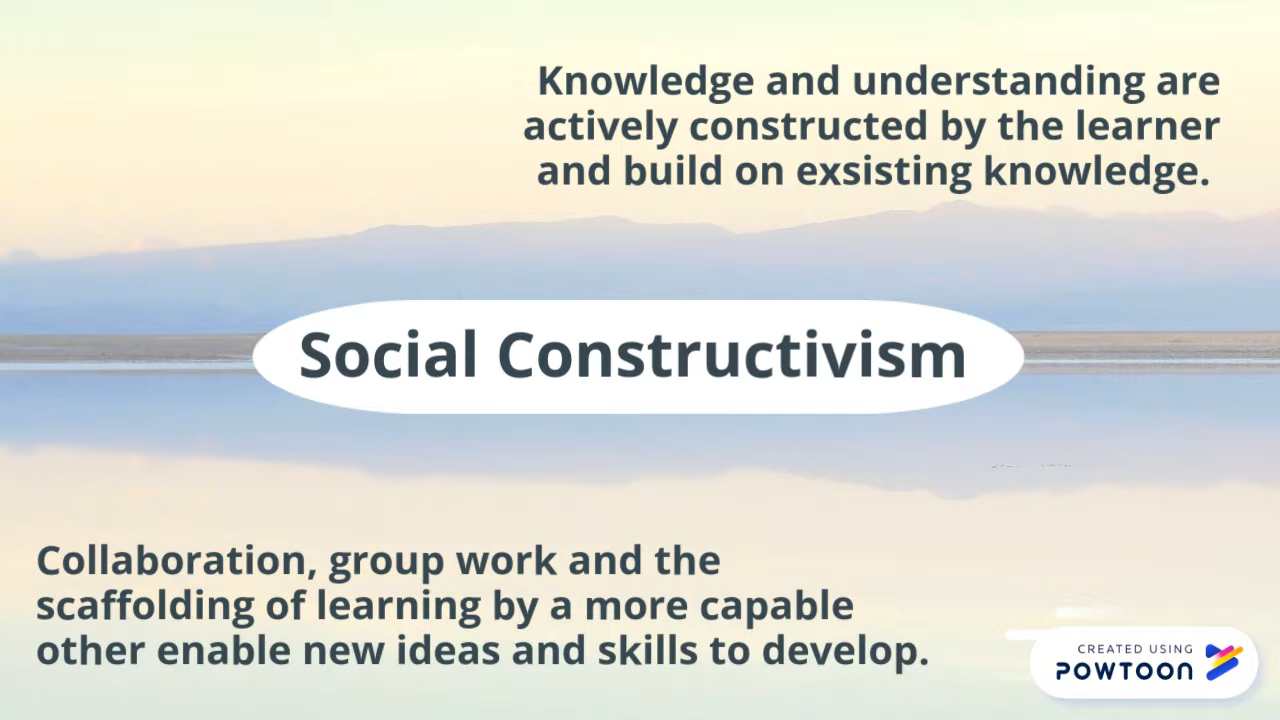 Knowledge and understanding are
actively constructed by the learner
and build on exsisting knowledge.
Social Constructivism
Collaboration, group work and the
scaffolding of learning by a more capable
other enable new ideas and skills to develop.
CREATED USING
POWTOON